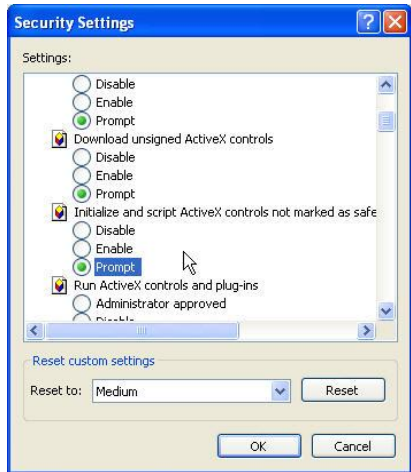 Security Settings
Settings:
Disable
Enable
Prompt
Download unsigned ActiveX controls
Disable
Enable
Prompt
Initialize and script ActiveX controls not marked as safe
Disable
Enable
Prompt
Run ActiveX controls and plug-ins
Administrator approved
Disable
Reset custom settings
Reset to: Medium Reset
OK Cancel